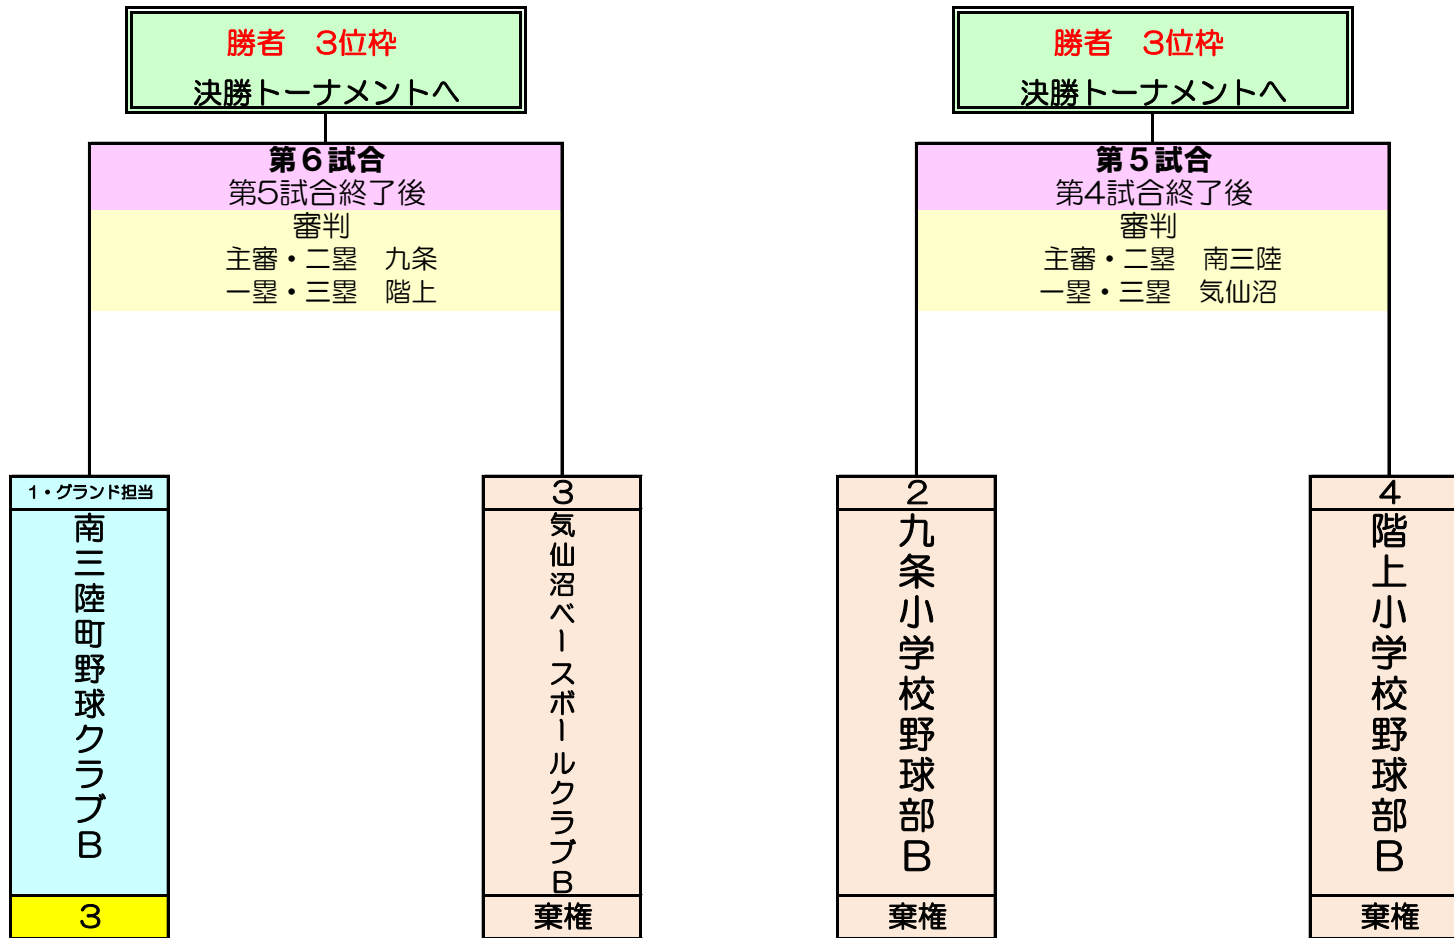 勝者　3位枠
決勝トーナメントへ
第６試合
第5試合終了後
審判
主審・二塁　九条
一塁・三塁　階上
1・グランド担当
南三陸町野球クラブB
3
3
気仙沼ベースボールクラブB
棄権
勝者　3位枠
決勝トーナメントへ
第５試合
第4試合終了後
審判
主審・二塁　南三陸
一塁・三塁　気仙沼
2
九条小学校野球部B
棄権
4
階上小学校野球部B
棄権